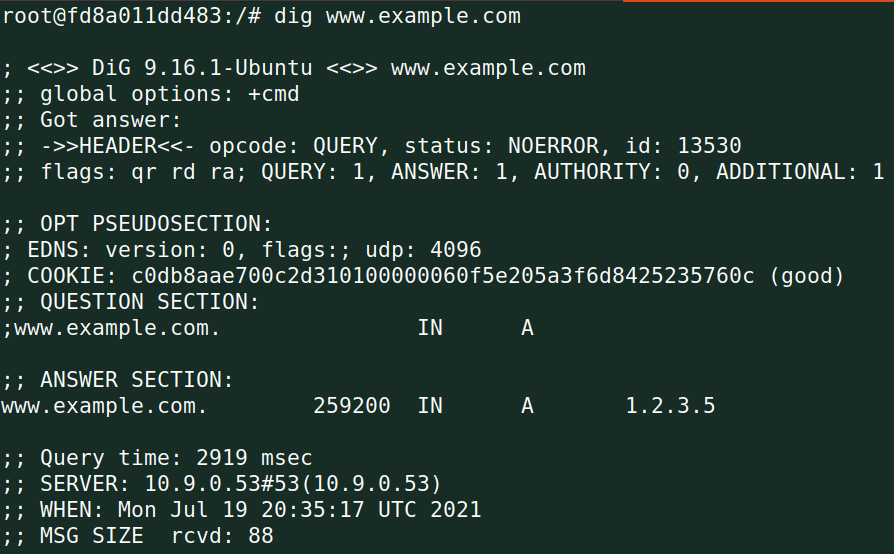 root@fd8a011dd483:/# dig www.example.com
; <<>> DiG 9.16.1-Ubuntu <<>> www.example.com
;; global options: +cmd
;; Got answer:
;; ->>HEADER<<- opcode: QUERY, status: NOERROR, id: 13530
;; flags: qr rd ra; QUERY: 1, ANSWER: 1, AUTHORITY: 0, ADDITIONAL: 1
;; OPT PSEUDOSECTION:
; EDNS: version: 0, flags:; udp: 4096
; COOKIE: c0db8aae700c2d310100000060f5e205a3f6d8425235760c (good)
;; QUESTION SECTION:
;www.example.com. IN A
;; ANSWER SECTION:
www.example.com. 259200 IN A 1.2.3.5
;; Query time: 2919 msec
;; SERVER: 10.9.0.53#53(10.9.0.53)
;; WHEN: Mon Jul 19 20:35:17 UTC 2021
;; MSG SIZE  rcvd: 88